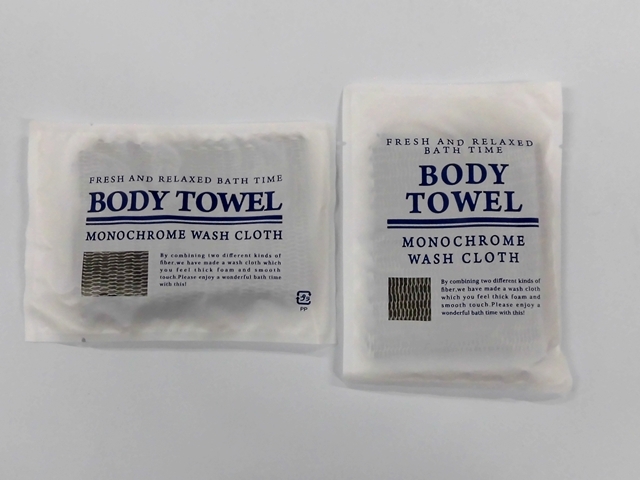 FRESH AND RELAXED BATH TIME
BODY TOWEL
MONOCHROME WASH CLOTH
By combining two different kinds of
fiber,we have made a wash cloth which
you feel thick foam and smooth
touch.Please enjoy a wonderful bath time
with this!
プラ
PP
FRESH AND RELAXED
BATH TIME
BODY
TOWEL
MONOCHROME
WASH CLOTH
By combining two different kinds of
fiber,we have made a wash cloth
which you feel thick foam and
smooth touch.Please enjoy a
wonderful bath time with this!